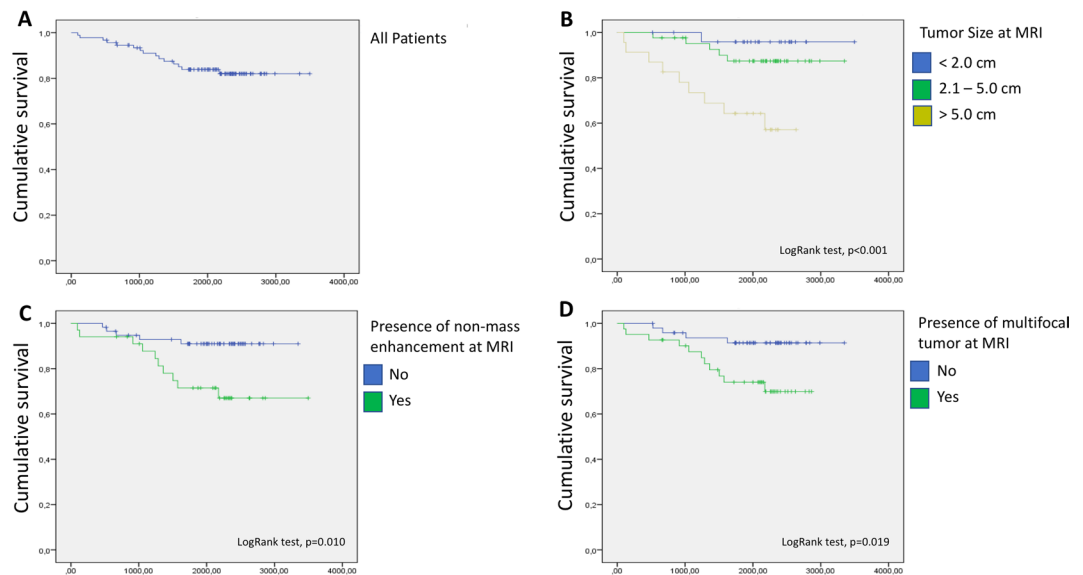 A
Cumulative survival
1,0
0,8
0,6
0,4
0,2
0,0
,00
1000,00
2000,00
3000,00
4000,00
All Patients
B
Cumulative survival
1,0
0,8
0,6
0,4
0,2
0,0
LogRank test, p<0.001
,00
1000,00
2000,00
3000,00
4000,00
Tumor Size at MRI
< 2.0 cm
2.1 – 5.0 cm
> 5.0 cm
C
Cumulative survival
1,0
0,8
0,6
0,4
0,2
0,0
LogRank test, p=0.010
,00
1000,00
2000,00
3000,00
4000,00
Presence of non-mass
enhancement at MRI
No
Yes
D
Cumulative survival
1,0
0,8
0,6
0,4
0,2
0,0
LogRank test, p=0.019
,00
1000,00
2000,00
3000,00
4000,00
Presence of multifocal
tumor at MRI
No
Yes